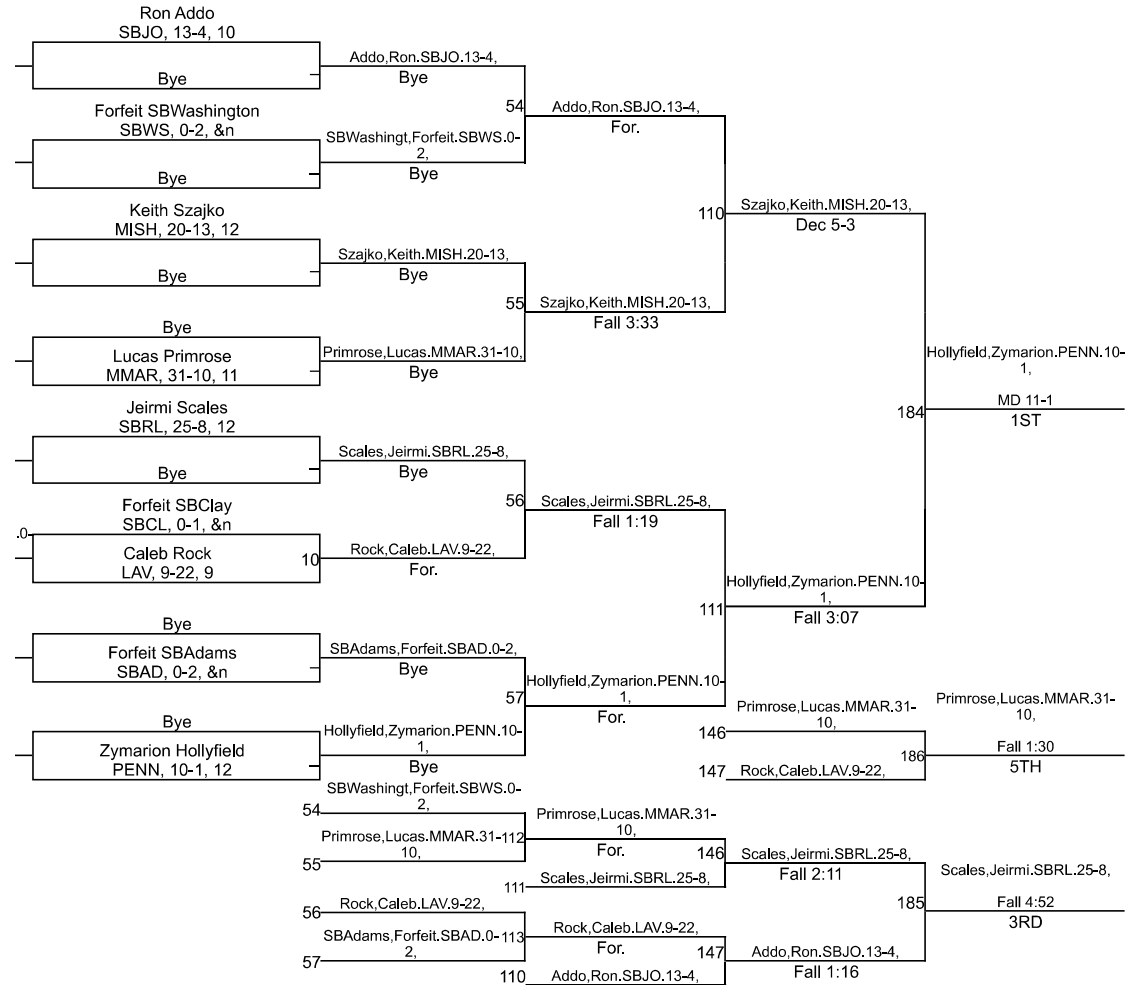 Ron Addo
SBJO, 13-4, 10
Bye
Addo,Ron.SBJO.13-4,
Bye
Forfeit SBWashington
SBWS, 0-2, &n
Bye
SBWashingt,Forfeit.SBWS.0-
2,
Bye
54
Addo,Ron.SBJO.13-4,
For.
Keith Szajko
MISH, 20-13, 12
Bye
Szajko,Keith.MISH.20-13,
Bye
Bye
Lucas Primrose
MMAR, 31-10, 11
Primrose,Lucas.MMAR.31-10,
Bye
55
Szajko,Keith.MISH.20-13,
Fall 3:33
110
Szajko,Keith.MISH.20-13,
Dec 5-3
Jeirmi Scales
SBRL, 25-8, 12
Bye
Scales,Jeirmi.SBRL.25-8,
Bye
Forfeit SBClay
SBCL, 0-1, &n
.0
Caleb Rock
LAV, 9-22, 9
10
Rock,Caleb.LAV.9-22,
For.
56
Scales,Jeirmi.SBRL.25-8,
Fall 1:19
Bye
Forfeit SBAdams
SBAD, 0-2, &n
SBAdams,Forfeit.SBAD.0-2,
Bye
Bye
Zymarion Hollyfield
PENN, 10-1, 12
Hollyfield,Zymarion.PENN.10-
1,
Bye
57
Hollyfield,Zymarion.PENN.10-
1,
For.
111
Hollyfield,Zymarion.PENN.10-
1,
Fall 3:07
184
Hollyfield,Zymarion.PENN.10-
1,
MD 11-1
1ST
146
Primrose,Lucas.MMAR.31-
10,
147
Rock,Caleb.LAV.9-22,
186
Primrose,Lucas.MMAR.31-
10,
Fall 1:30
5TH
54
SBWashingt,Forfeit.SBWS.0-
2,
55
Primrose,Lucas.MMAR.31-
10,
112
Primrose,Lucas.MMAR.31-
10,
For.
111
Scales,Jeirmi.SBRL.25-8,
146
Scales,Jeirmi.SBRL.25-8,
Fall 2:11
56
Rock,Caleb.LAV.9-22,
57
SBAdams,Forfeit.SBAD.0-
2,
113
Rock,Caleb.LAV.9-22,
For.
110
Addo,Ron.SBJO.13-4,
147
Addo,Ron.SBJO.13-4,
Fall 1:16
185
Scales,Jeirmi.SBRL.25-8,
Fall 4:52
3RD